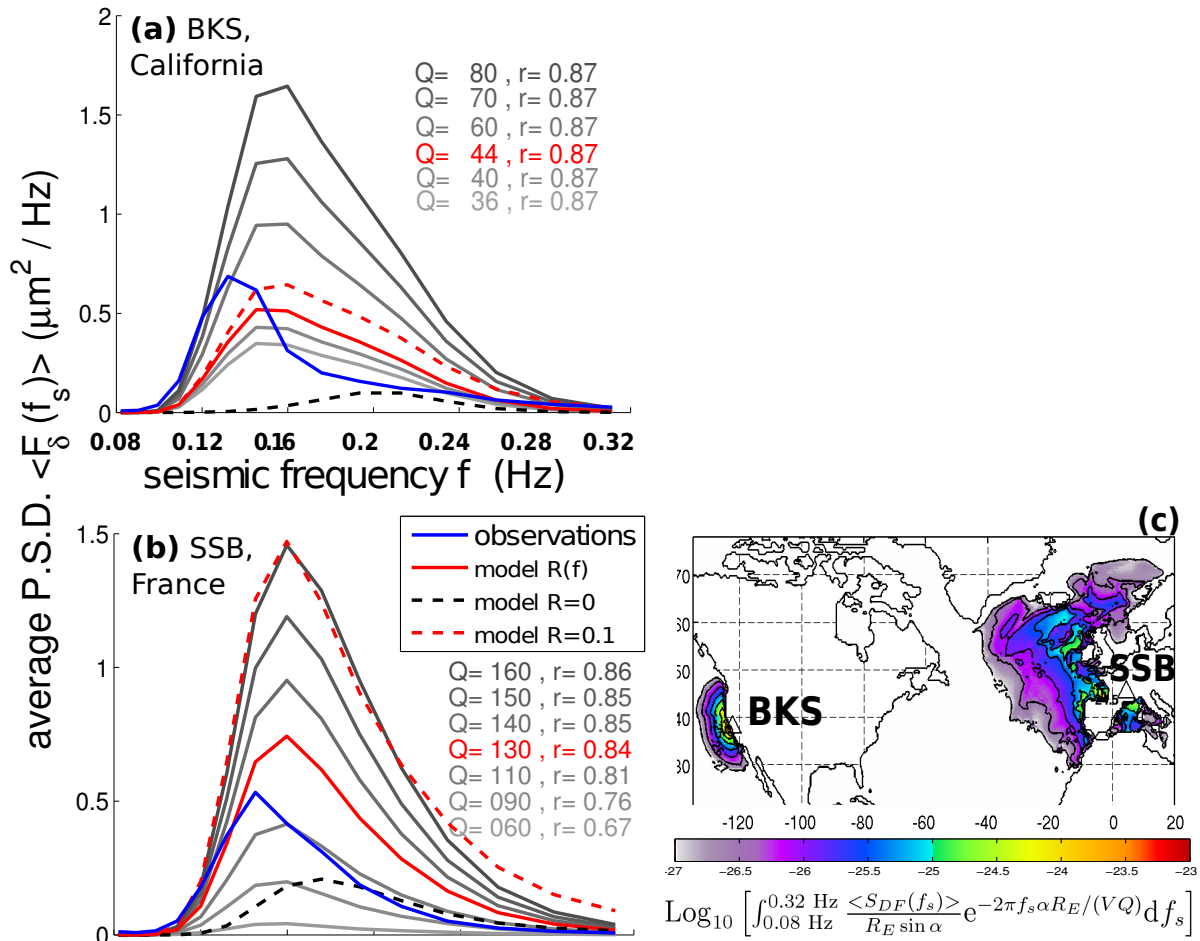 (a) BKS,
California
2
1.5
1
0.5
0
Q= 80 , r= 0.87
Q= 70 , r= 0.87
Q= 60 , r= 0.87
Q= 44 , r= 0.87
Q= 40 , r= 0.87
Q= 36 , r= 0.87
0.08 0.12 0.16 0.2 0.24 0.28 0.32
seismic frequency f (Hz)
average P.S.D. <F_δ (f_s)> (μm² / Hz)
(b) SSB,
France
1.5
1
0.5
0
observations
model R(f)
model R=0
model R=0.1
Q= 160 , r= 0.86
Q= 150 , r= 0.85
Q= 140 , r= 0.85
Q= 130 , r= 0.84
Q= 110 , r= 0.81
Q= 090 , r= 0.76
Q= 060 , r= 0.67
(c)
70
60
50
40
30
BKS
SSB
-120 -100 -80 -60 -40 -20 0 20
-27 -26.5 -26 -25.5 -25 -24.5 -24 -23.5 -23
Log₁₀ [∫_{0.08 Hz}^{0.32 Hz} <S_{DF}(f_s)>/(R_E sin α) e^{-2πf_sαR_E/(VQ)} df_s]